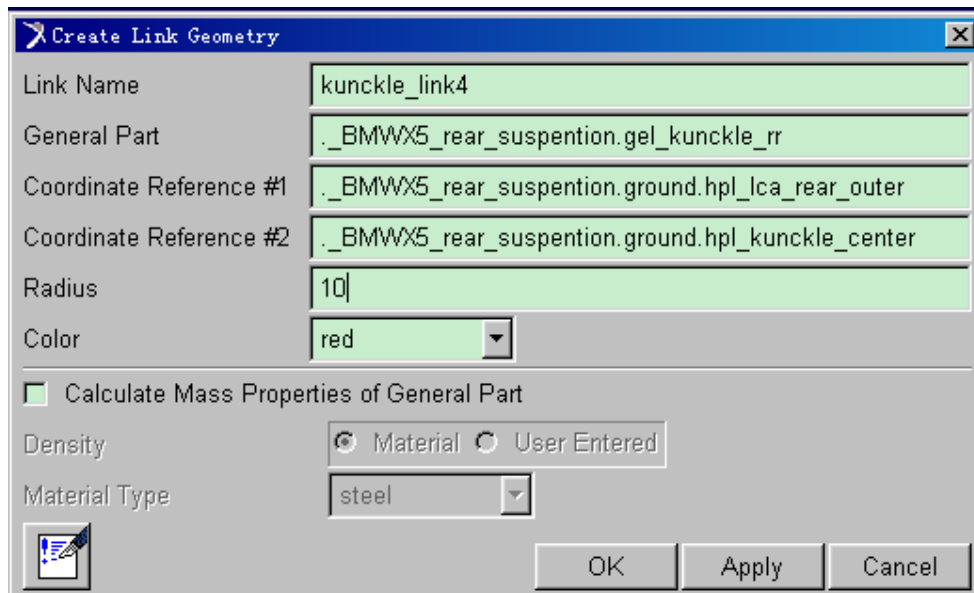 Create Link Geometry
Link Name kunckle_link4
General Part ._BMWX5_rear_suspention.gel_kunckle_rr
Coordinate Reference #1 ._BMWX5_rear_suspention.ground.hpl_lca_rear_outer
Coordinate Reference #2 ._BMWX5_rear_suspention.ground.hpl_kunckle_center
Radius 10
Color red
Calculate Mass Properties of General Part
Density Material User Entered
Material Type steel
OK Apply Cancel